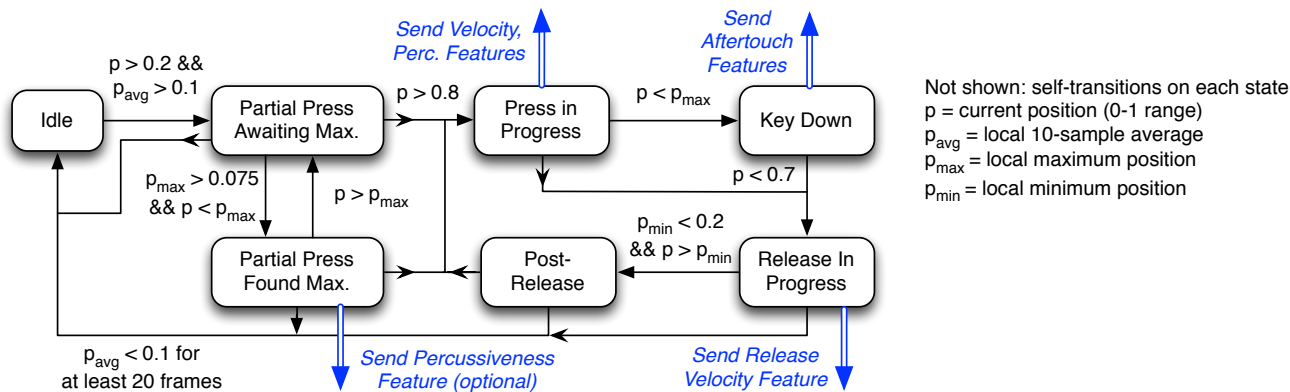 Send Velocity,
Perc. Features
Send
Aftertouch
Features
p > 0.2 &&
pavg > 0.1
Idle
Partial Press
Awaiting Max.
p > 0.8
Press in
Progress
p < pmax
Key Down
Not shown: self-transitions on each state
p = current position (0-1 range)
pavg = local 10-sample average
pmax = local maximum position
pmin = local minimum position
pmax > 0.075
&& p < pmax
p > pmax
p < 0.7
pmin < 0.2
&& p > pmin
Partial Press
Found Max.
Post-
Release
Release In
Progress
pavg < 0.1 for
at least 20 frames
Send Percussiveness
Feature (optional)
Send Release
Velocity Feature